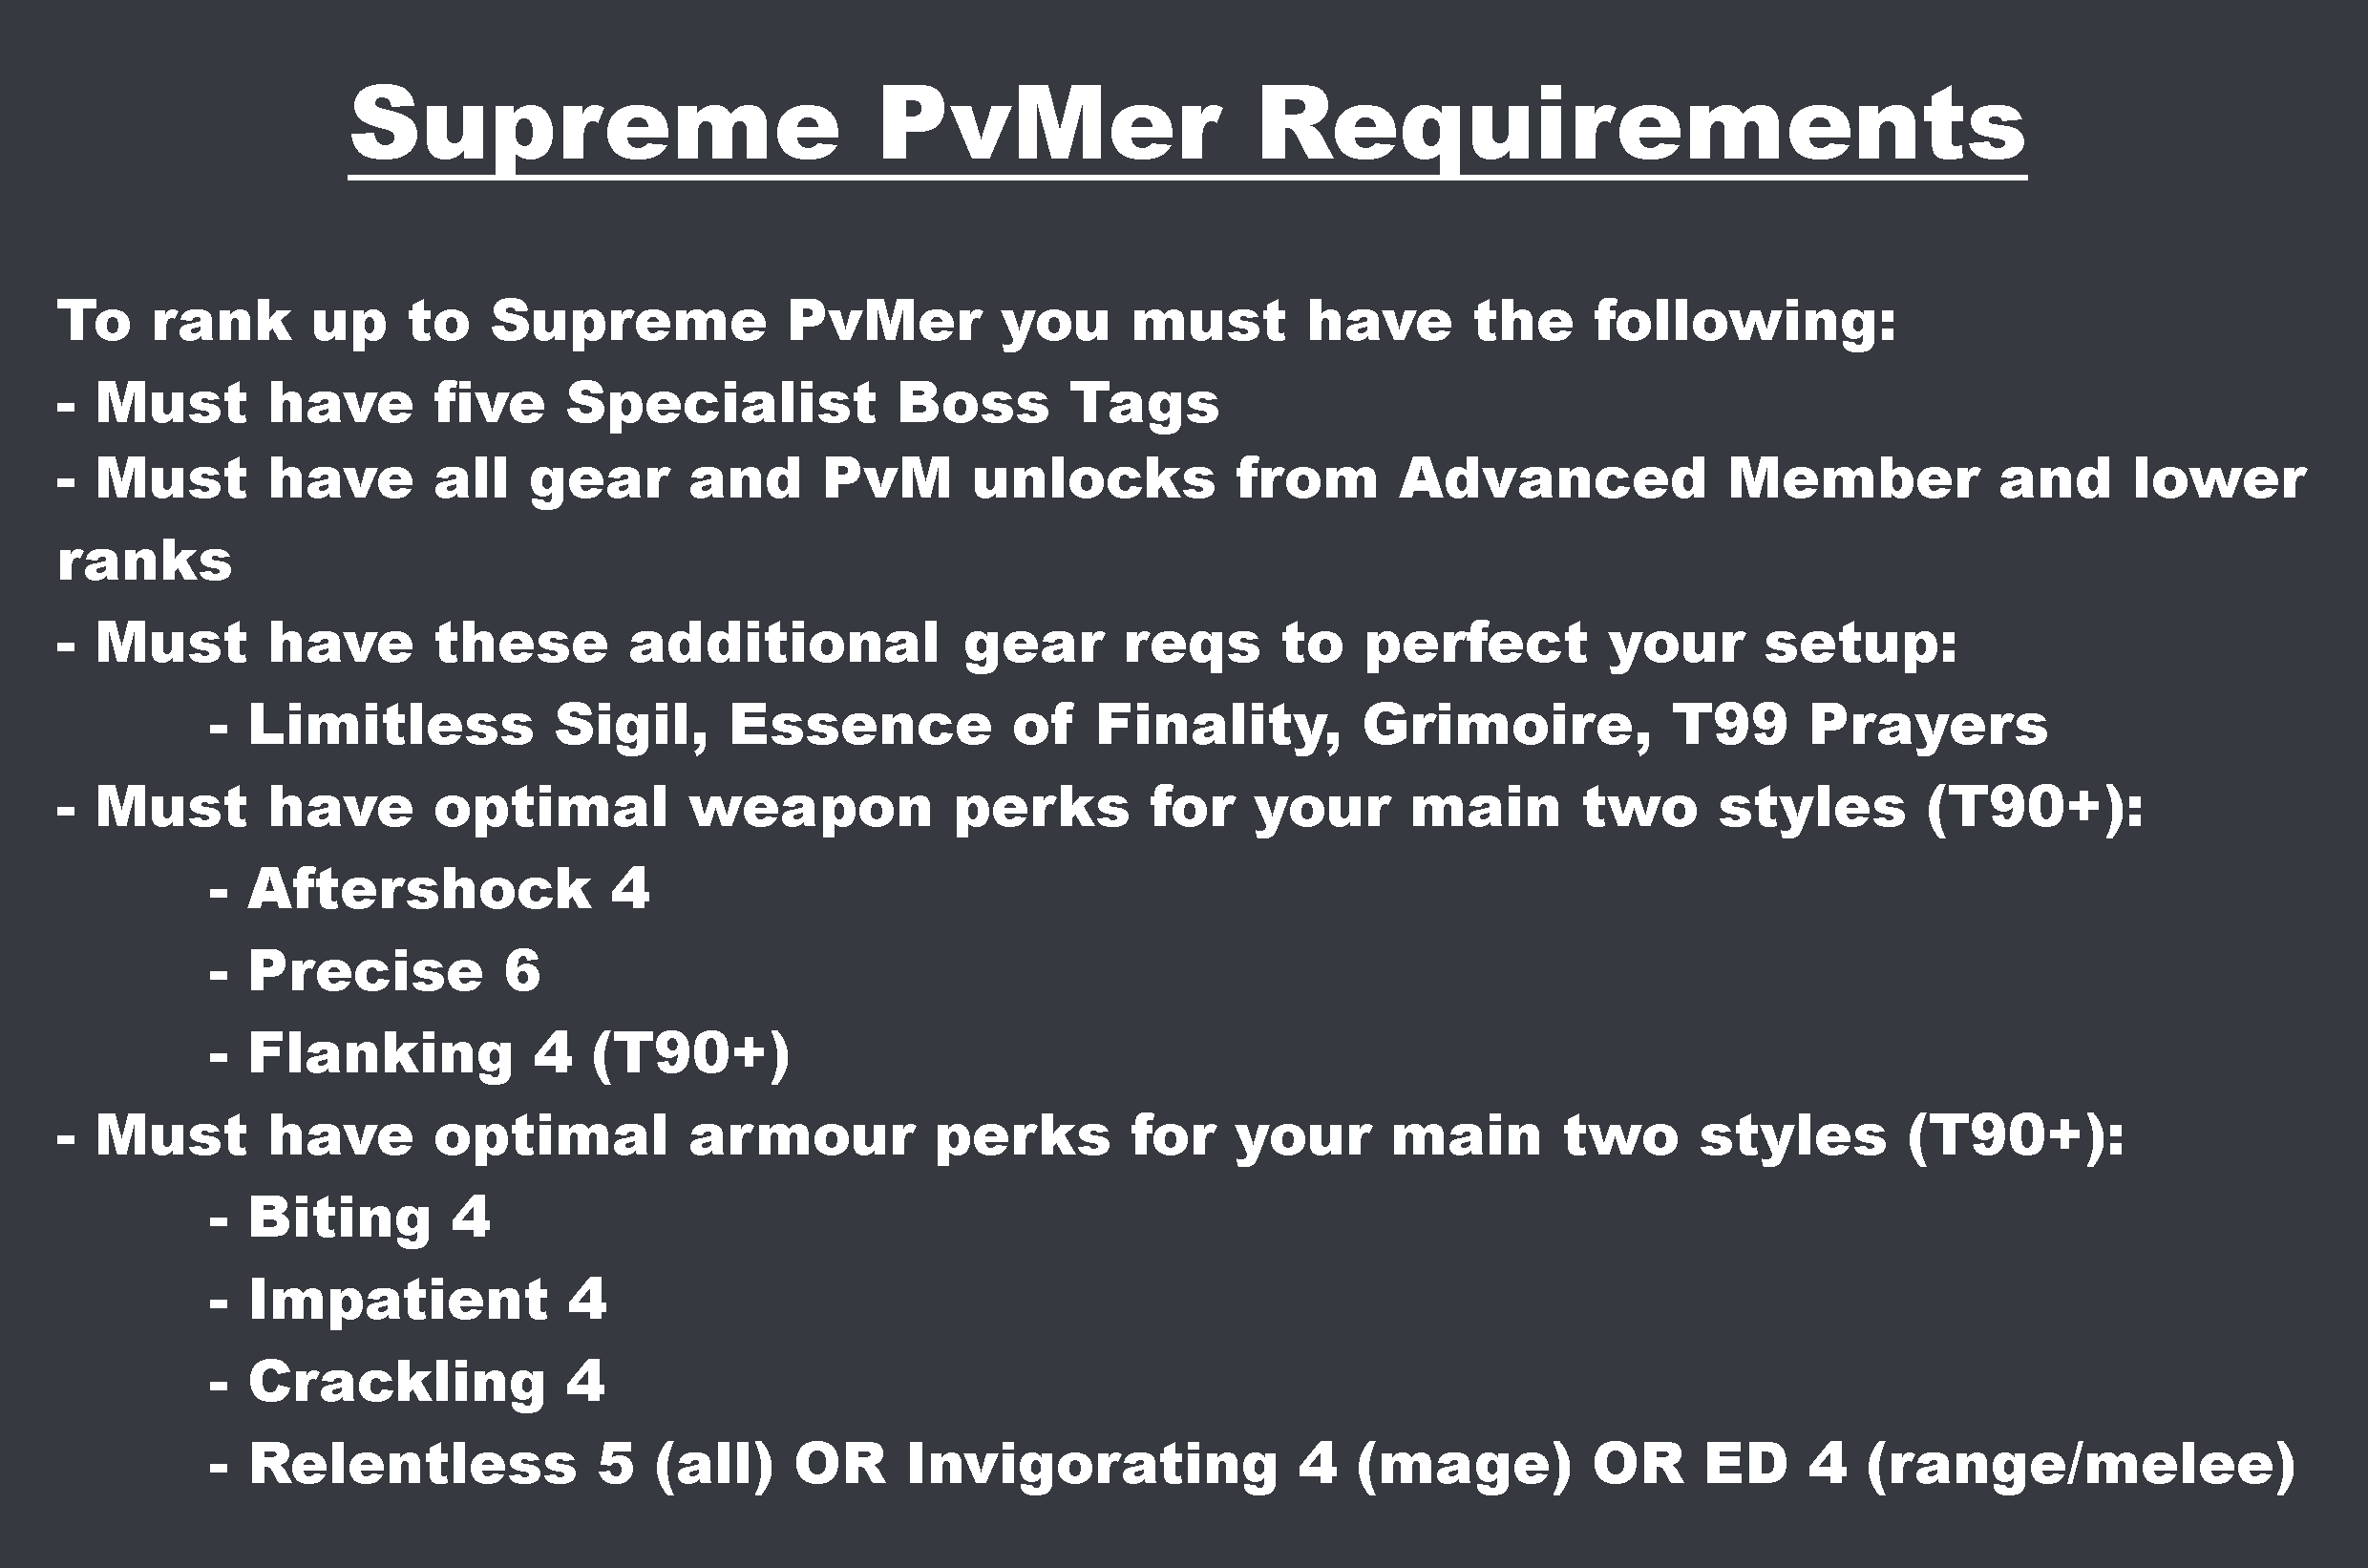 Supreme PvMer Requirements
To rank up to Supreme PvMer you must have the following:
- Must have five Specialist Boss Tags
- Must have all gear and PvM unlocks from Advanced Member and lower
ranks
- Must have these additional gear reqs to perfect your setup:
- Limitless Sigil, Essence of Finality, Grimoire, T99 Prayers
- Must have optimal weapon perks for your main two styles (T90+):
- Aftershock 4
- Precise 6
- Flanking 4 (T90+)
- Must have optimal armour perks for your main two styles (T90+):
- Biting 4
- Impatient 4
- Crackling 4
- Relentless 5 (all) OR Invigorating 4 (mage) OR ED 4 (range/melee)